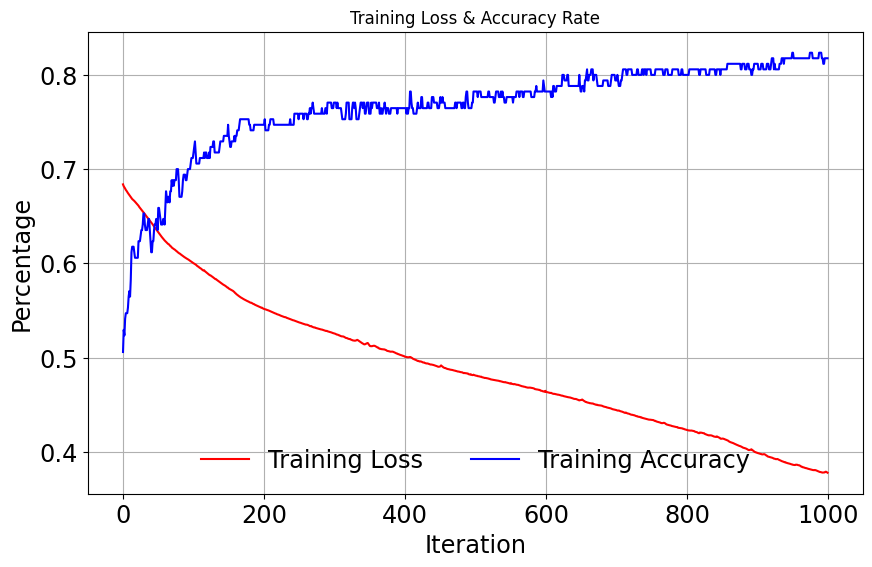 Training Loss & Accuracy Rate
0.8
0.7
0.6
0.5
0.4
Percentage
Training Loss
Training Accuracy
0 200 400 600 800 1000
Iteration